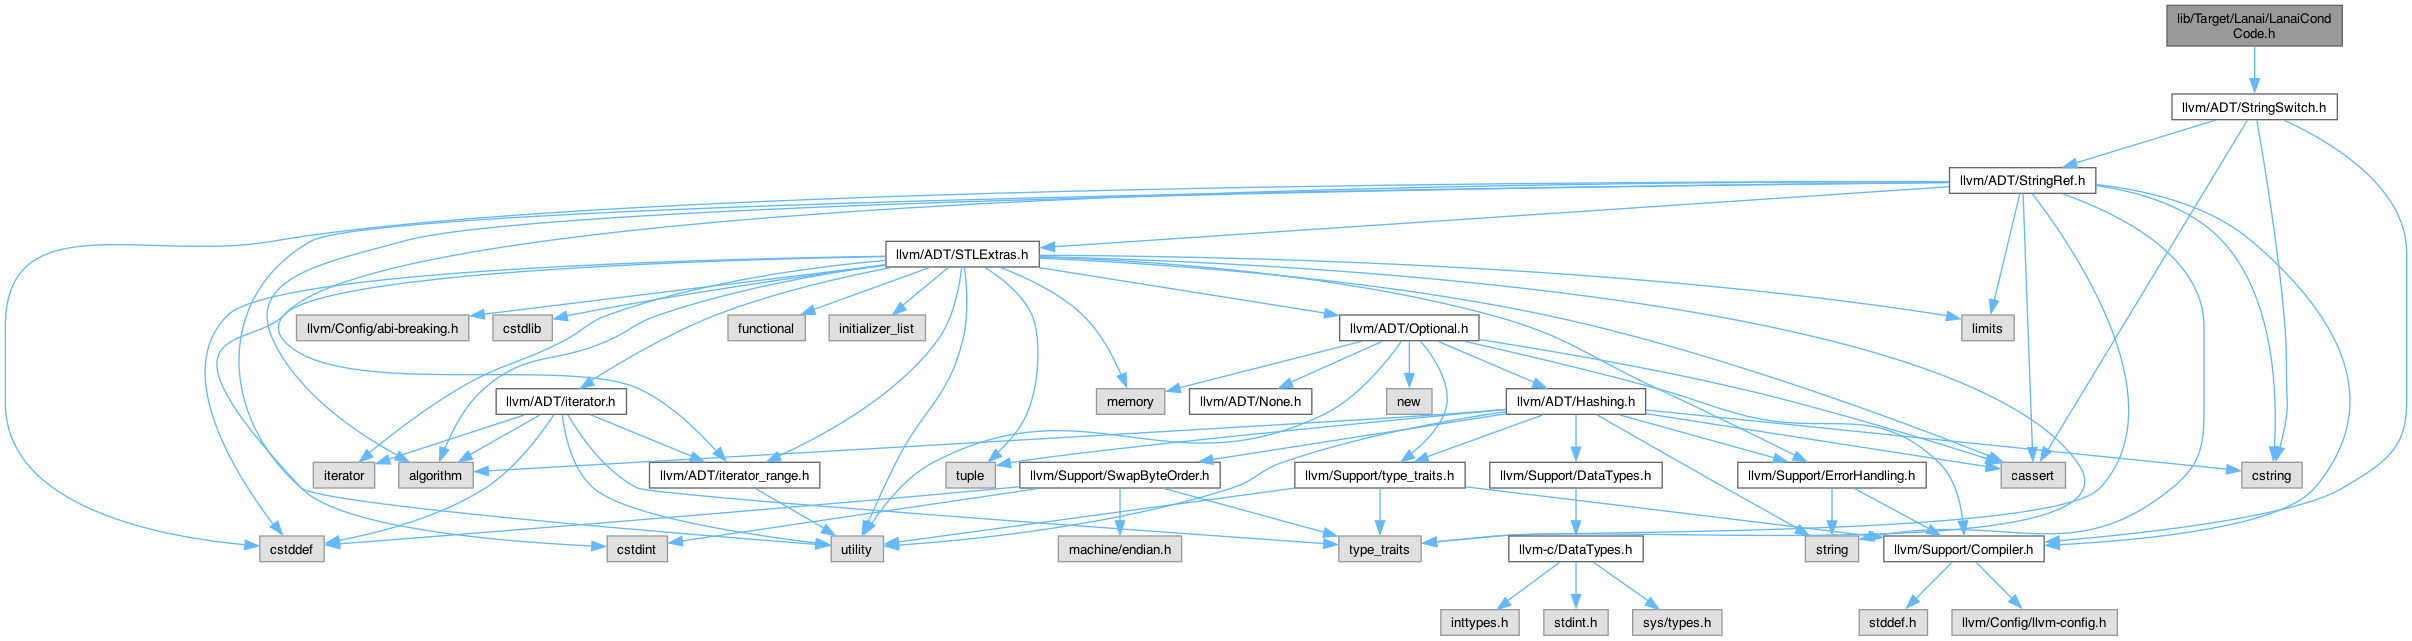 lib/Target/Lanai/LanaiCond
Code.h
llvm/ADT/StringSwitch.h
llvm/ADT/StringRef.h
llvm/ADT/STLExtras.h
llvm/Config/abi-breaking.h
cstdlib
functional
initializer_list
llvm/ADT/Optional.h
limits
llvm/ADT/iterator.h
memory
llvm/ADT/None.h
new
llvm/ADT/Hashing.h
iterator
algorithm
llvm/ADT/iterator_range.h
tuple
llvm/Support/SwapByteOrder.h
llvm/Support/type_traits.h
llvm/Support/DataTypes.h
llvm/Support/ErrorHandling.h
cassert
cstring
cstddef
cstdint
utility
machine/endian.h
type_traits
llvm-c/DataTypes.h
string
llvm/Support/Compiler.h
inttypes.h
stdint.h
sys/types.h
stddef.h
llvm/Config/llvm-config.h